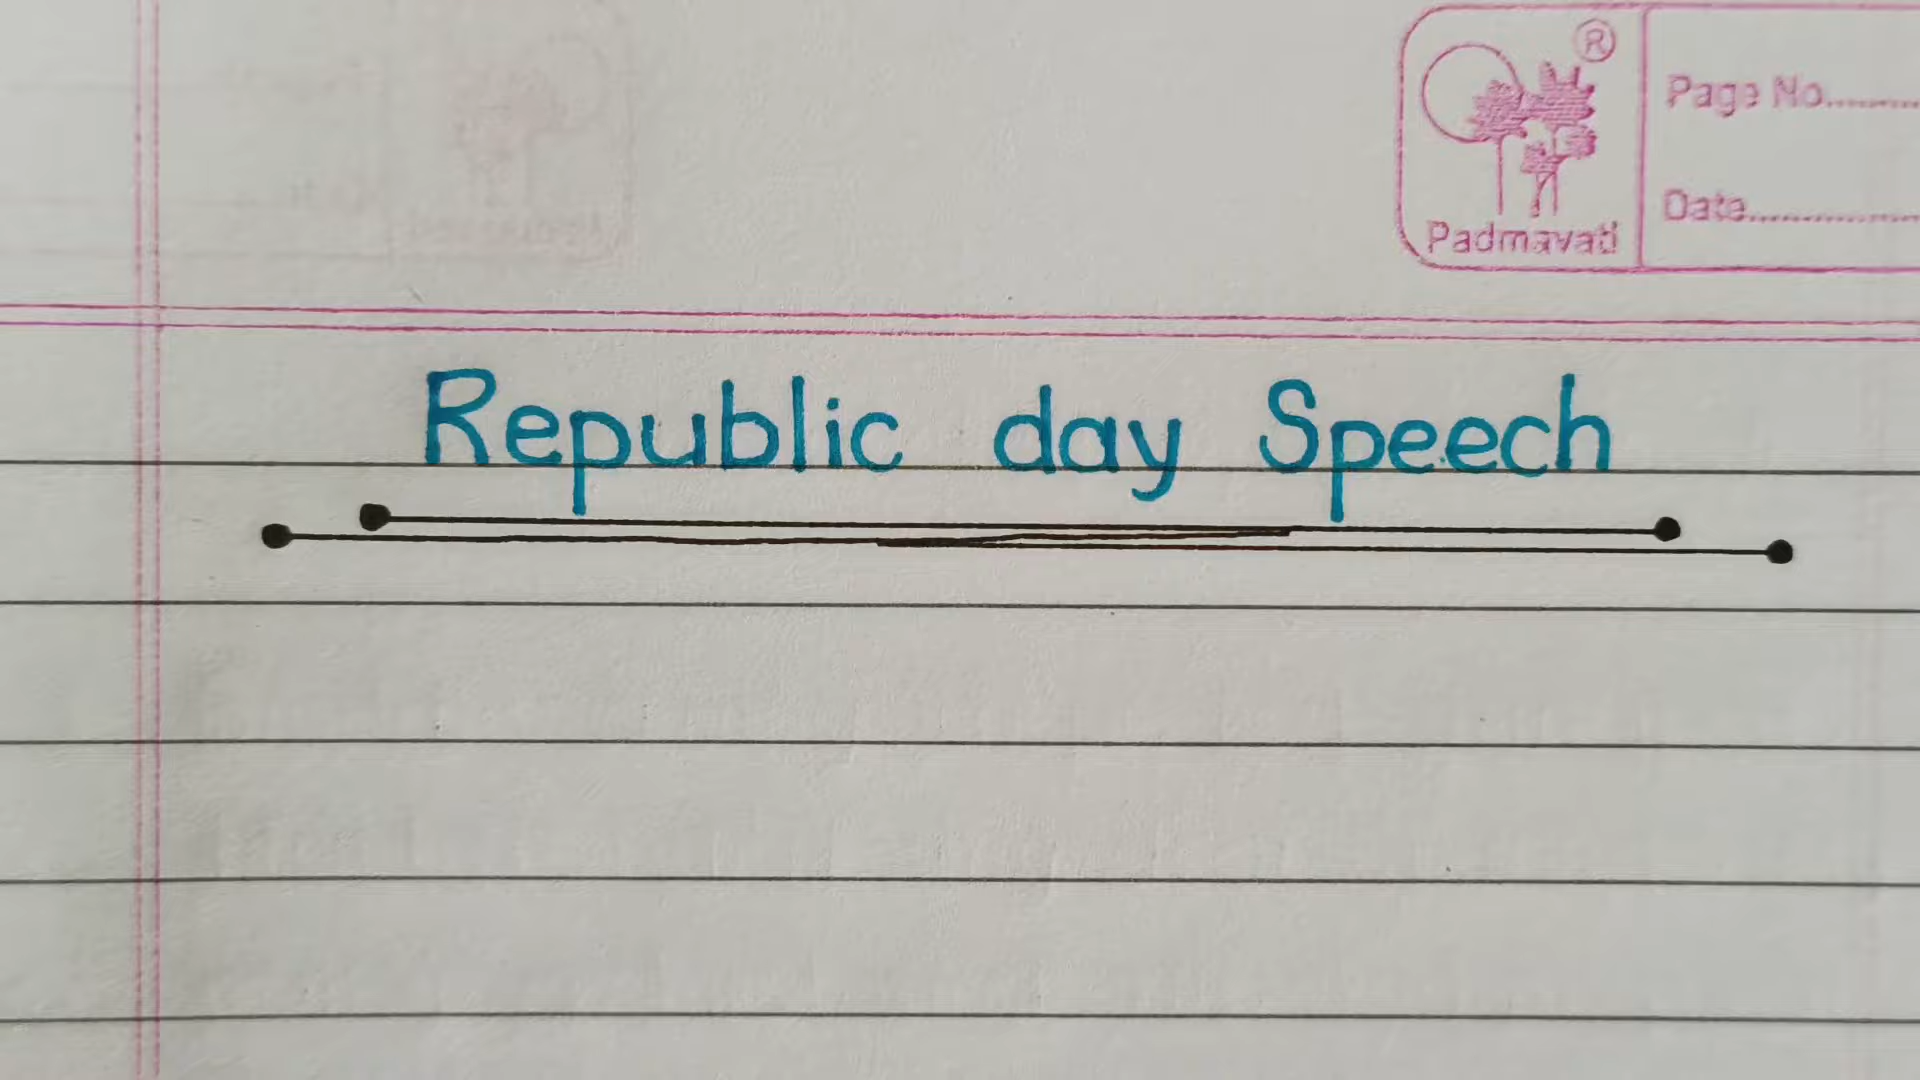 ®
Page No..........
Date................
Padmavati
Republic day Speech